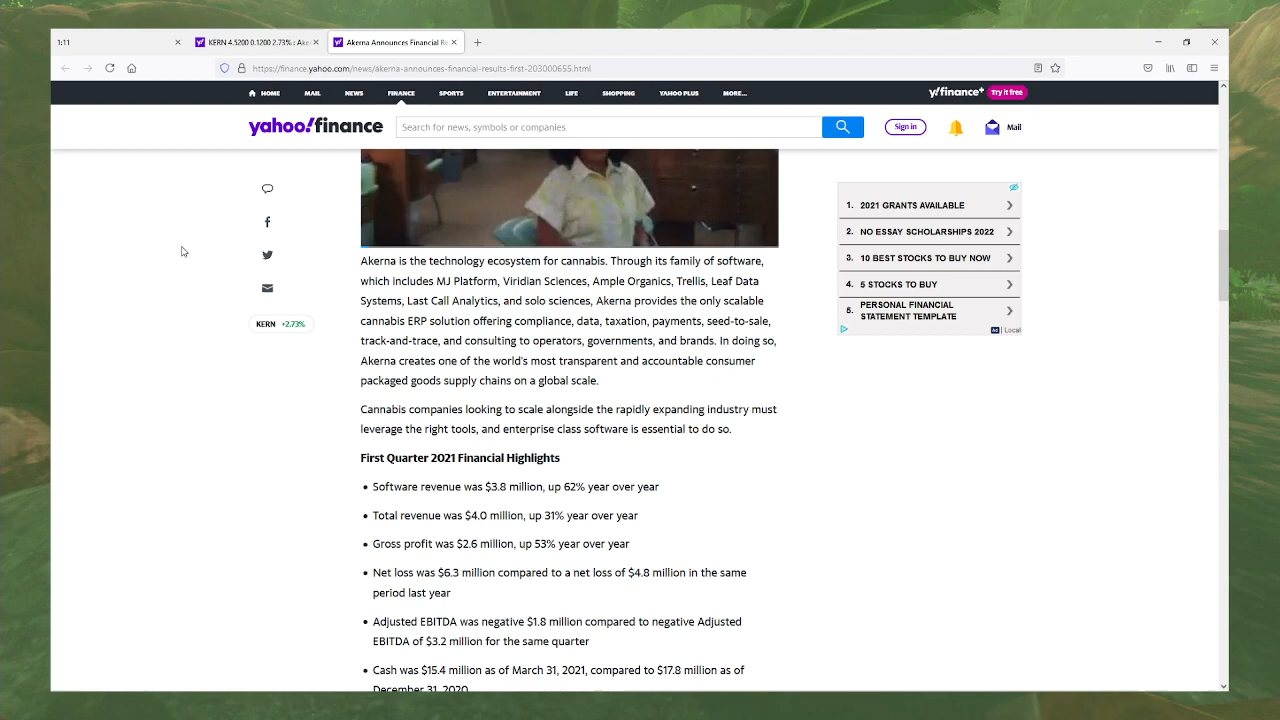 1:11
KERN 4.5200 0.1200 2.73% : Ake
Akerna Announces Financial Re
https://finance.yahoo.com/news/akerna-announces-financial-results-first-203000655.html
HOME MAIL NEWS FINANCE SPORTS ENTERTAINMENT LIFE SHOPPING YAHOO PLUS MORE...
y!finance+ Try it free
yahoo!finance
Search for news, symbols or companies
Sign in
Mail
KERN +2.73%
Akerna is the technology ecosystem for cannabis. Through its family of software,
which includes MJ Platform, Viridian Sciences, Ample Organics, Trellis, Leaf Data
Systems, Last Call Analytics, and solo sciences, Akerna provides the only scalable
cannabis ERP solution offering compliance, data, taxation, payments, seed-to-sale,
track-and-trace, and consulting to operators, governments, and brands. In doing so,
Akerna creates one of the world's most transparent and accountable consumer
packaged goods supply chains on a global scale.
Cannabis companies looking to scale alongside the rapidly expanding industry must
leverage the right tools, and enterprise class software is essential to do so.
First Quarter 2021 Financial Highlights
• Software revenue was $3.8 million, up 62% year over year
• Total revenue was $4.0 million, up 31% year over year
• Gross profit was $2.6 million, up 53% year over year
• Net loss was $6.3 million compared to a net loss of $4.8 million in the same
period last year
• Adjusted EBITDA was negative $1.8 million compared to negative Adjusted
EBITDA of $3.2 million for the same quarter
• Cash was $15.4 million as of March 31, 2021, compared to $17.8 million as of
December 31, 2020
1. 2021 GRANTS AVAILABLE
2. NO ESSAY SCHOLARSHIPS 2022
3. 10 BEST STOCKS TO BUY NOW
4. 5 STOCKS TO BUY
5. PERSONAL FINANCIAL
STATEMENT TEMPLATE
Ad | Local